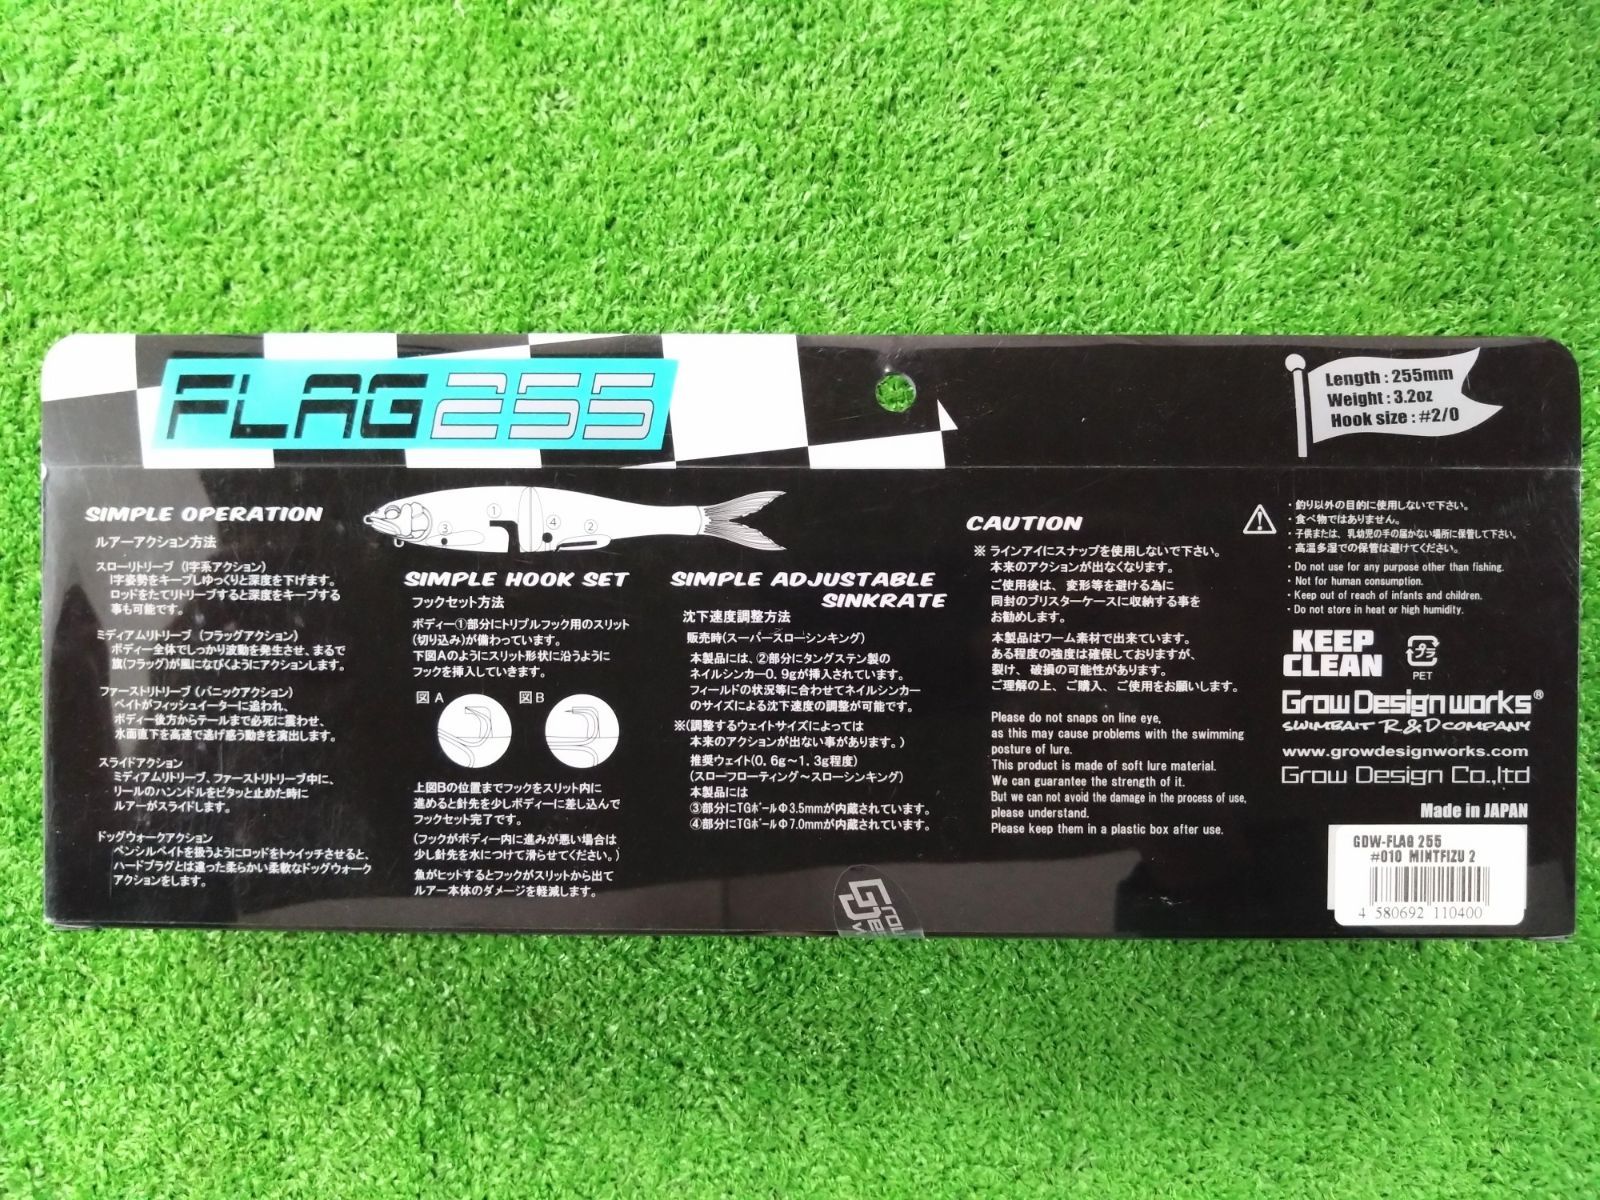 FLAG255
Length : 255mm
Weight : 3.2oz
Hook size : #2/0
SIMPLE OPERATION
ルアーアクション方法
スローリトリーブ (I字系アクション)
I字姿勢をキープしゆっくりと深度を下げます。
ロッドをたてリトリーブすると深度をキープする
事も可能です。
ミディアムリトリーブ (フラッグアクション)
ボディー全体でしっかり波動を発生させ、まるで
旗(フラッグ)が風になびくようにアクションします。
ファーストリトリーブ (パニックアクション)
ベイトがフィッシュイーターに追われ、
ボディー後方からテールまで必死に震わせ、
水面直下を高速で逃げ惑う動きを演出します。
スライドアクション
ミディアムリトリーブ、ファーストリトリーブ中に、
リールのハンドルをピタッと止めた時に
ルアーがスライドします。
ドッグウォークアクション
ペンシルベイトを扱うようにロッドをトゥイッチさせると、
ハードプラグとは違った柔らかい柔軟なドッグウォーク
アクションをします。
① ② ③ ④
SIMPLE HOOK SET
フックセット方法
ボディー①部分にトリプルフック用のスリット
(切り込み)が備わっています。
下図Aのようにスリット形状に沿うように
フックを挿入していきます。
図 A 図 B
上図Bの位置までフックをスリット内に
進めると針先を少しボディーに差し込んで
フックセット完了です。
(フックがボディー内に進みが悪い場合は
少し針先を水につけて滑らせてください。)
魚がヒットするとフックがスリットから出て
ルアー本体のダメージを軽減します。
SIMPLE ADJUSTABLE
SINKRATE
沈下速度調整方法
販売時(スーパースローシンキング)
本製品には、②部分にタングステン製の
ネイルシンカー0.9gが挿入されています。
フィールドの状況等に合わせてネイルシンカー
のサイズによる沈下速度の調整が可能です。
※(調整するウェイトサイズによっては
本来のアクションが出ない事があります。)
推奨ウェイト(0.6g～1.3g程度)
(スローフローティング～スローシンキング)
本製品には
③部分にTGボールΦ3.5mmが内蔵されています。
④部分にTGボールΦ7.0mmが内蔵されています。
CAUTION
※ ラインアイにスナップを使用しないで下さい。
本来のアクションが出なくなります。
ご使用後は、変形等を避ける為に
同封のブリスターケースに収納する事を
お勧めします。
本製品はワーム素材で出来ています。
ある程度の強度は確保しておりますが、
裂け、破損の可能性があります。
ご理解の上、ご購入、ご使用をお願いします。
Please do not snaps on line eye,
as this may cause problems with the swimming
posture of lure.
This product is made of soft lure material.
We can guarantee the strength of it.
But we can not avoid the damage in the process of use,
please understand.
Please keep them in a plastic box after use.
・釣り以外の目的に使用しないで下さい。
・食べ物ではありません。
・子供または、乳幼児の手の届かない場所に保管して下さい。
・高温多湿での保管は避けてください。
・Do not use for any purpose other than fishing.
・Not for human consumption.
・Keep out of reach of infants and children.
・Do not store in heat or high humidity.
KEEP
CLEAN
プラ
PET
Grow Design works®
SWIMBAIT R&D COMPANY
www.growdesignworks.com
Grow Design Co.,ltd
Made in JAPAN
GDW-FLAG 255
#010 MINTFIZU 2
4 580692 110400